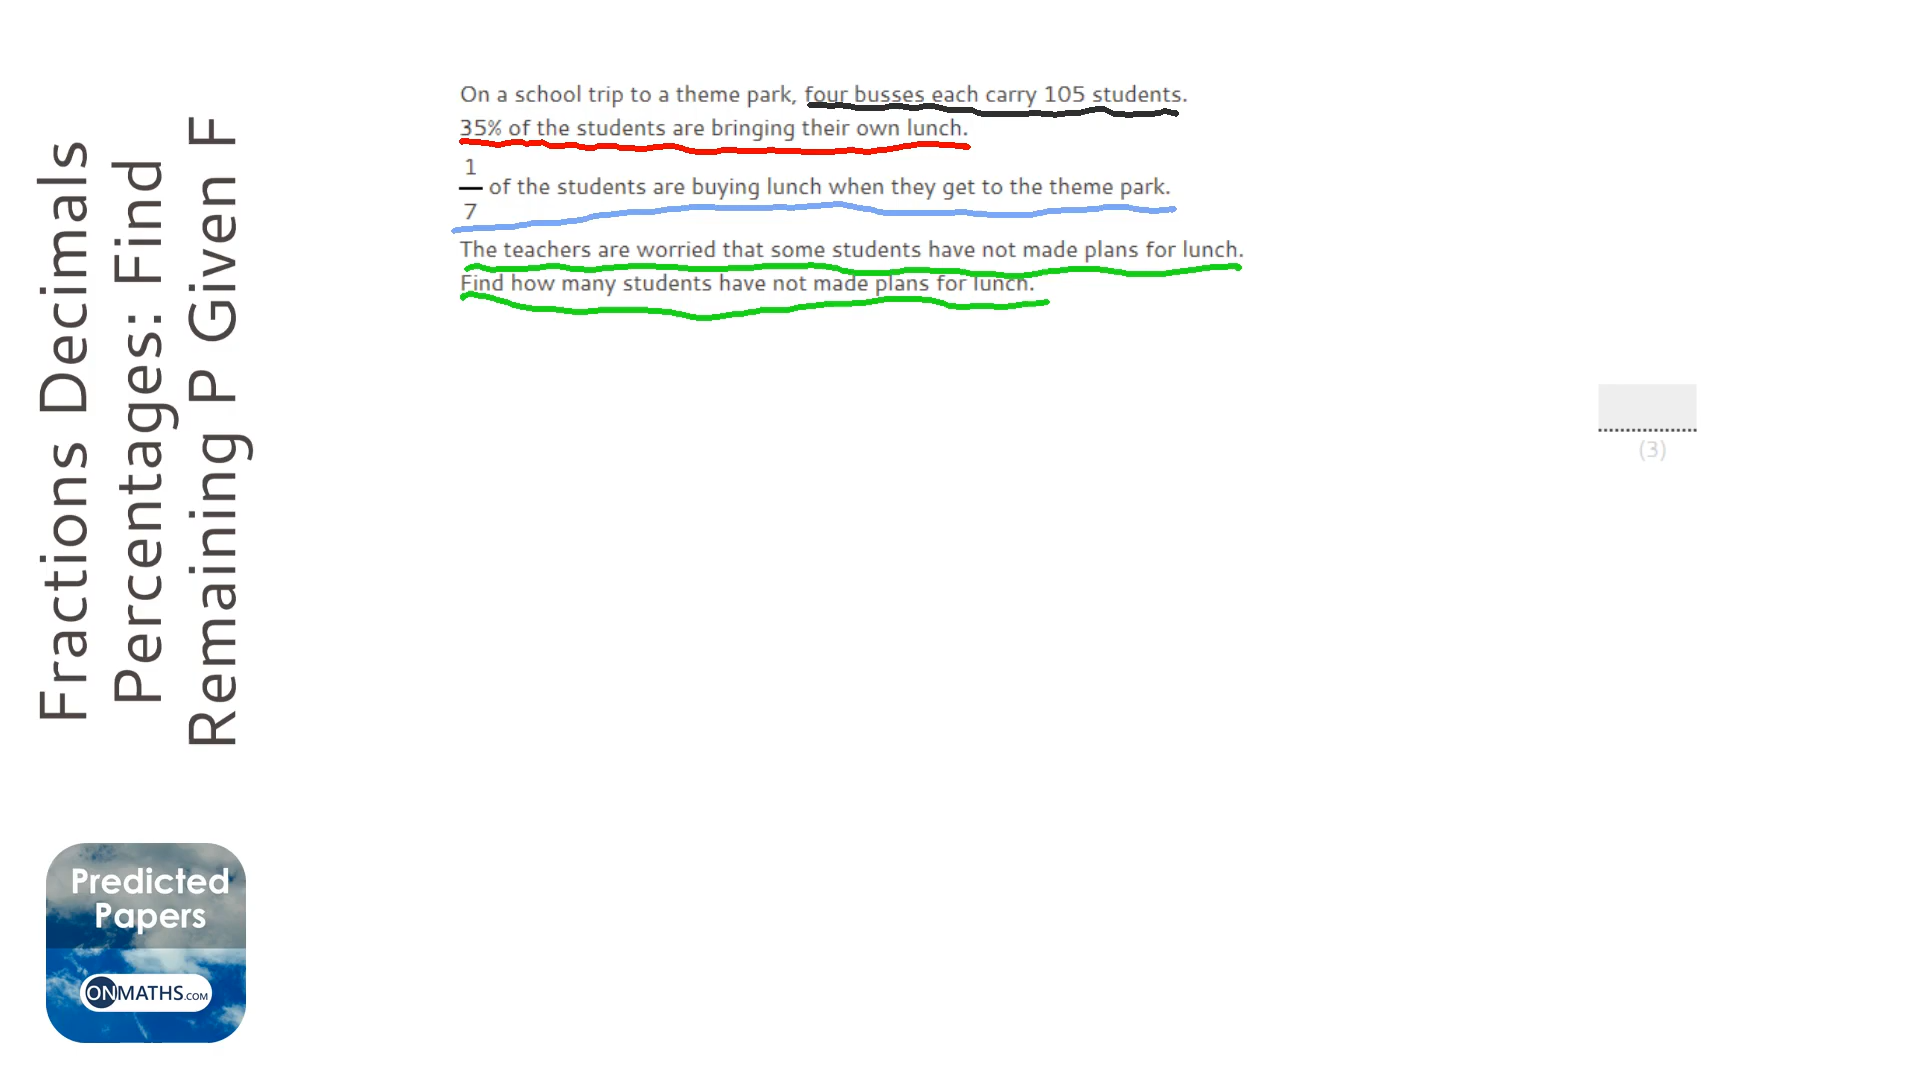 Fractions Decimals
Percentages: Find
Remaining P Given F
On a school trip to a theme park, four busses each carry 105 students.
35% of the students are bringing their own lunch.
1
of the students are buying lunch when they get to the theme park.
7
The teachers are worried that some students have not made plans for lunch.
Find how many students have not made plans for lunch.
(3)
Predicted
Papers
ONMATHS.COM